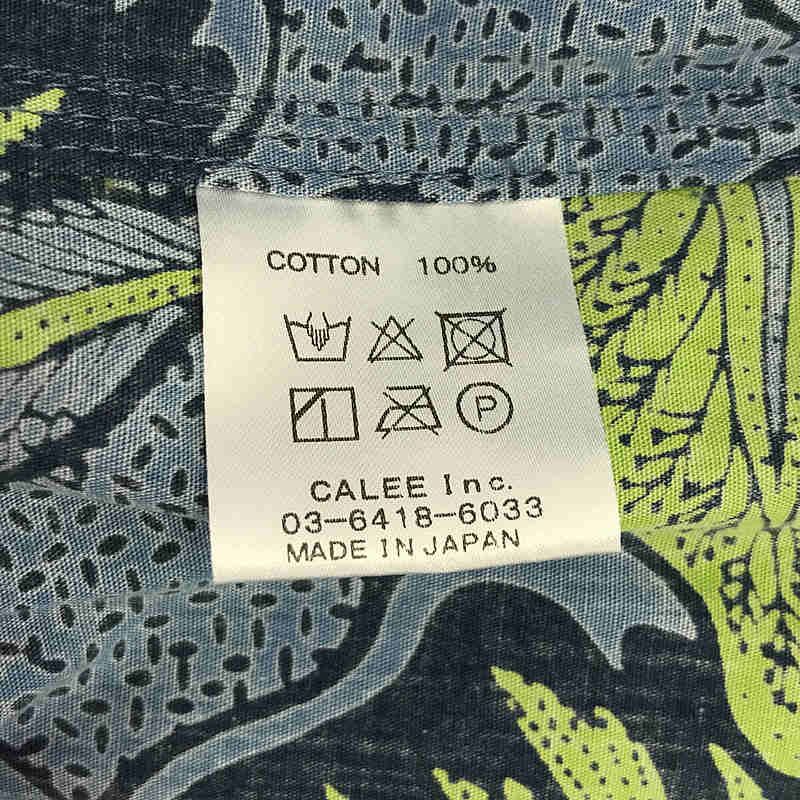 COTTON 100%
P
CALEE Inc.
03-6418-6033
MADE IN JAPAN